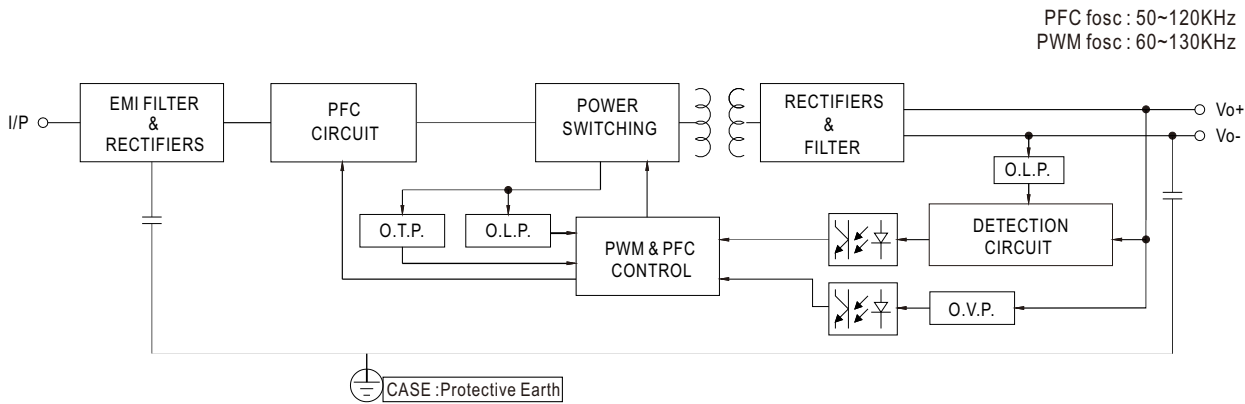 PFC fosc : 50~120KHz
PWM fosc : 60~130KHz
I/P
EMI FILTER
&
RECTIFIERS
PFC
CIRCUIT
POWER
SWITCHING
RECTIFIERS
&
FILTER
Vo+
Vo-
O.L.P.
O.T.P.
O.L.P.
PWM & PFC
CONTROL
DETECTION
CIRCUIT
O.V.P.
CASE :Protective Earth